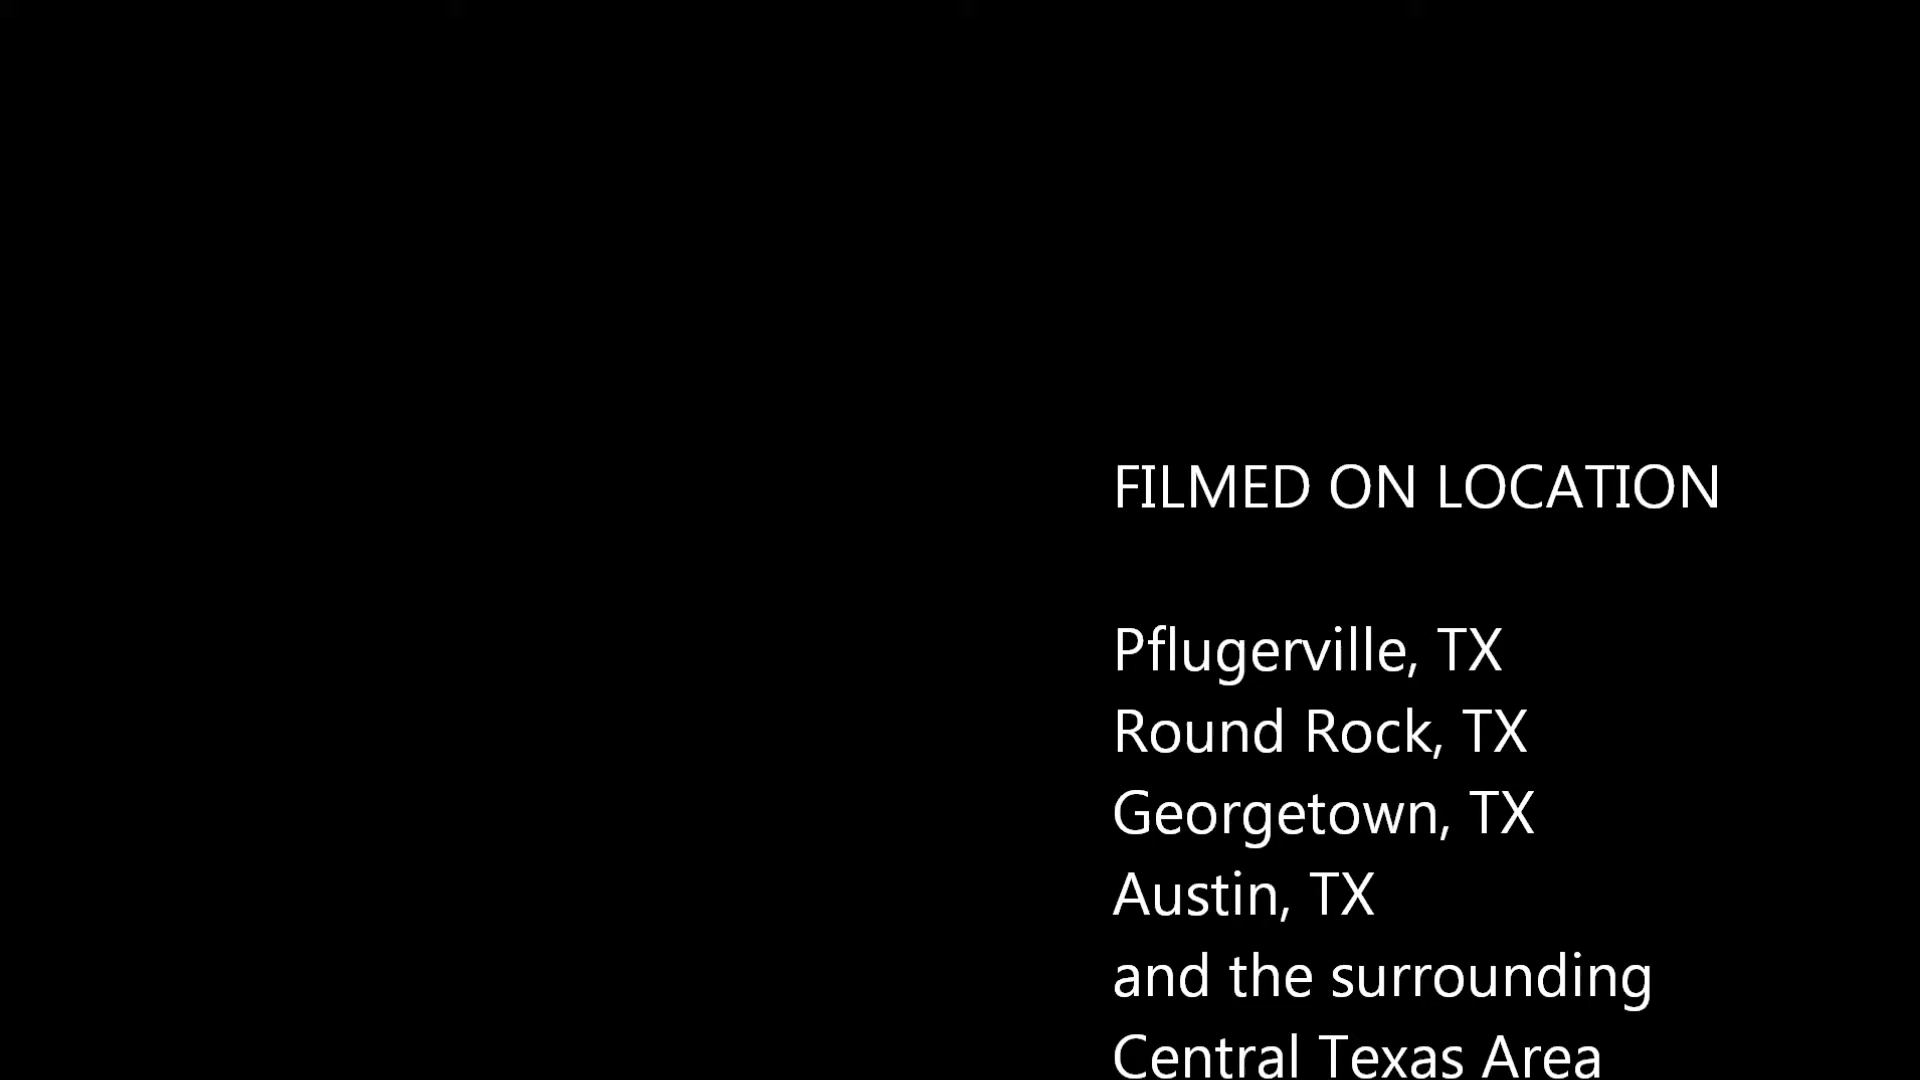 FILMED ON LOCATION
Pflugerville, TX
Round Rock, TX
Georgetown, TX
Austin, TX
and the surrounding
Central Texas Area